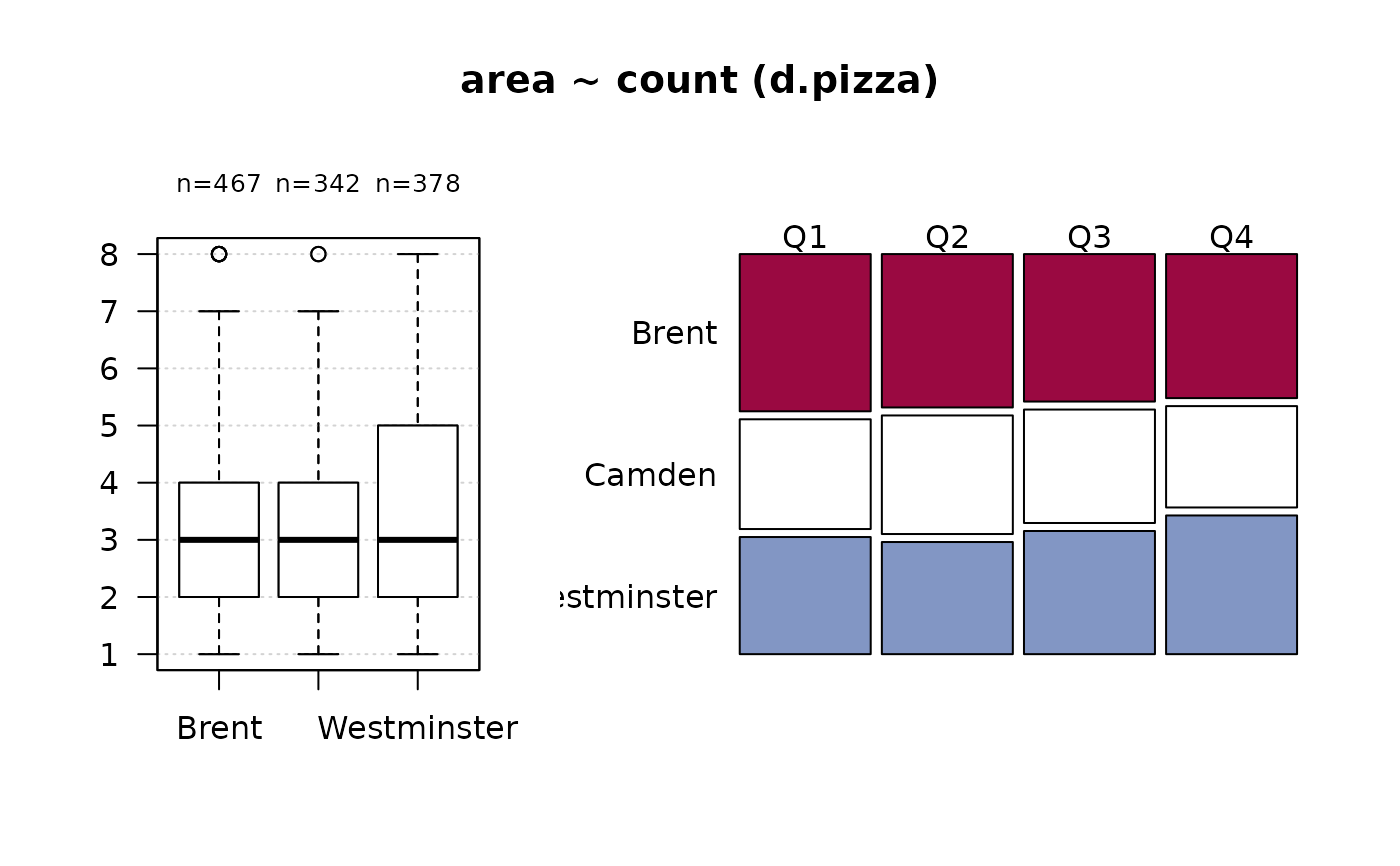 area ~ count (d.pizza)
n=467 n=342 n=378
8
7
6
5
4
3
2
1
Brent Westminster
Q1 Q2 Q3 Q4
Brent
Camden
estminster